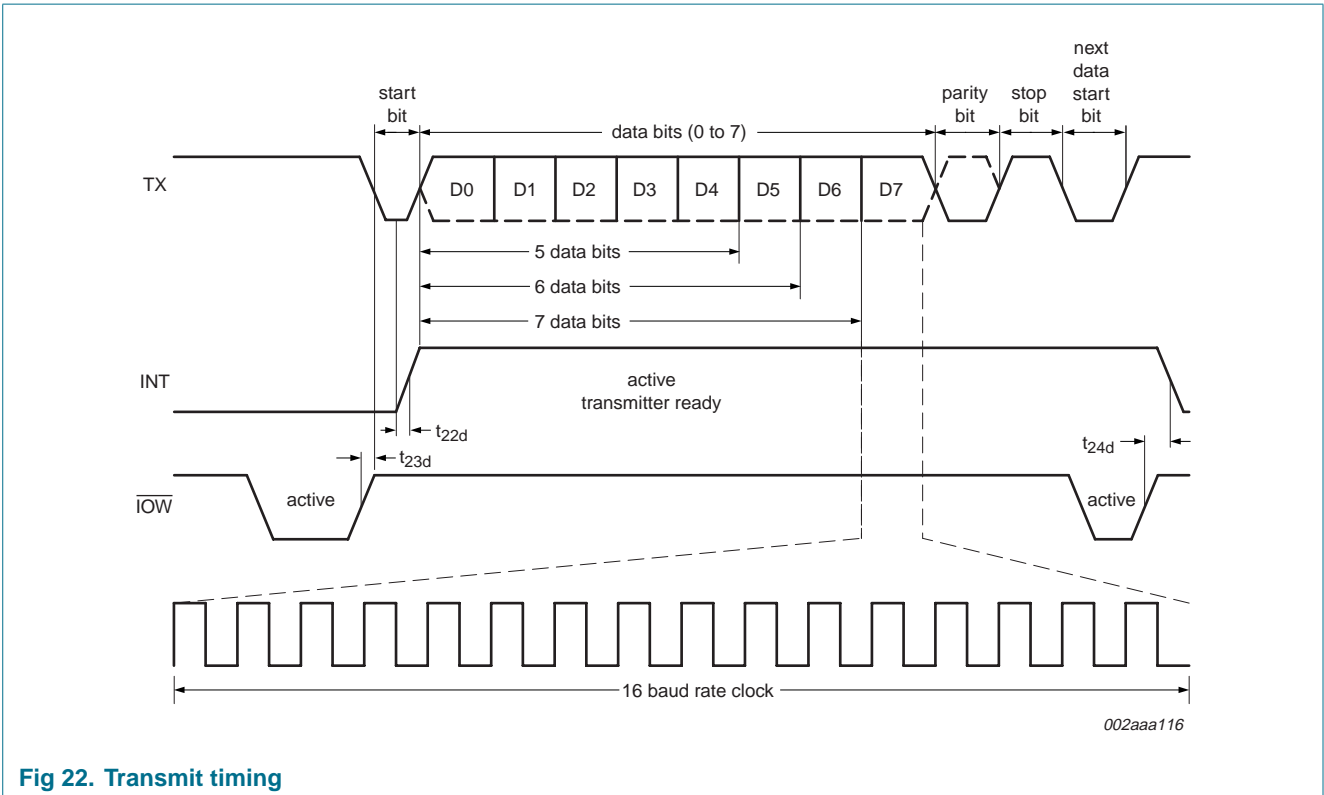 next
data
start
bit
start
bit
parity
bit
stop
bit
data bits (0 to 7)
TX
D0 D1 D2 D3 D4 D5 D6 D7
5 data bits
6 data bits
7 data bits
INT
active
transmitter ready
t22d
t23d
t24d
IOW
active
active
16 baud rate clock
002aaa116
Fig 22. Transmit timing